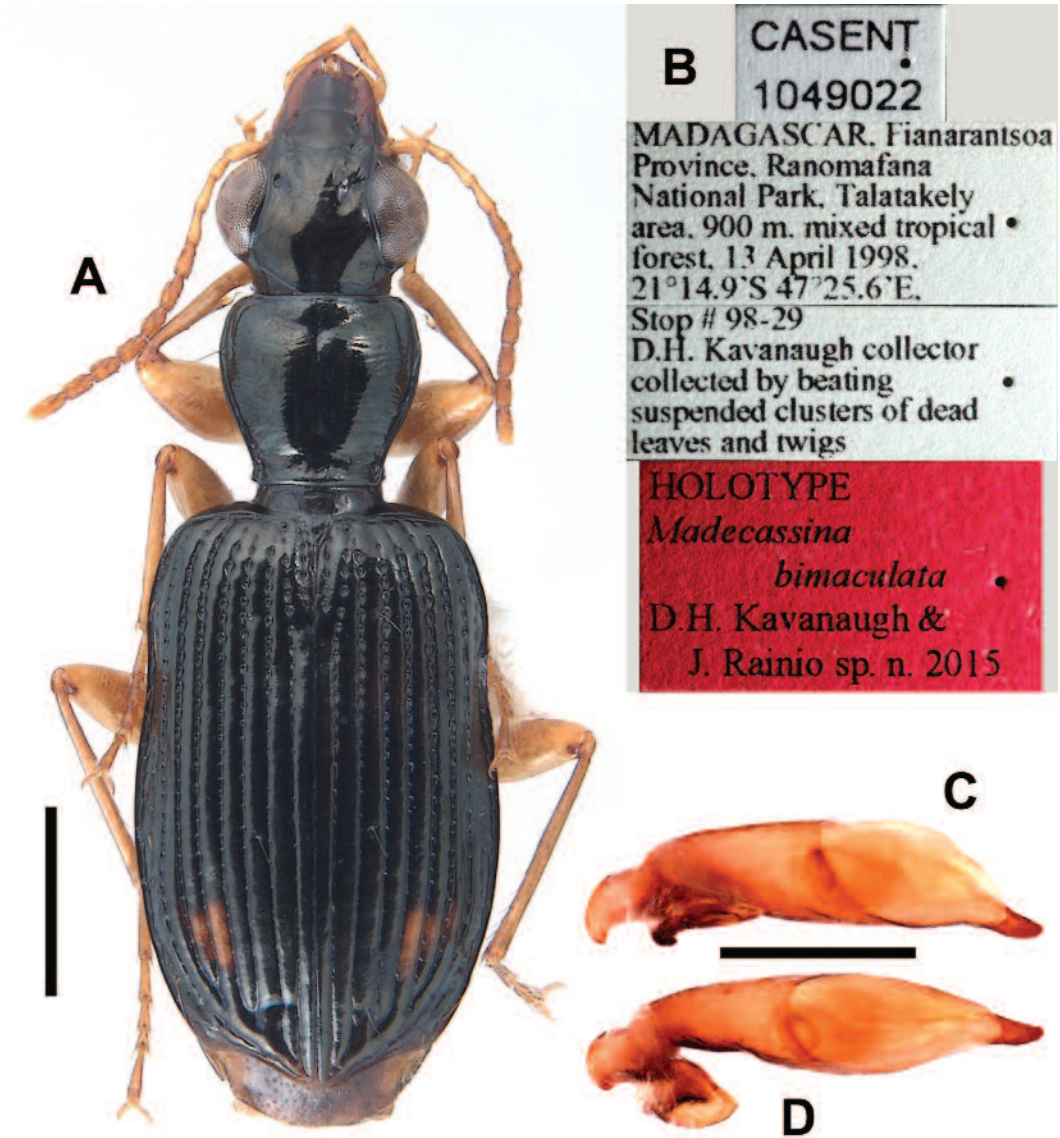 A
B
CASENT
1049022
MADAGASCAR, Fianarantsoa
Province, Ranomafana
National Park, Talatakely
area, 900 m. mixed tropical
forest, 13 April 1998.
21°14.9'S 47°25.6'E.
Stop # 98-29
D.H. Kavanaugh collector
collected by beating
suspended clusters of dead
leaves and twigs
HOLOTYPE
Madecassina
bimaculata
D.H. Kavanaugh &
J. Rainio sp. n. 2015
C
D